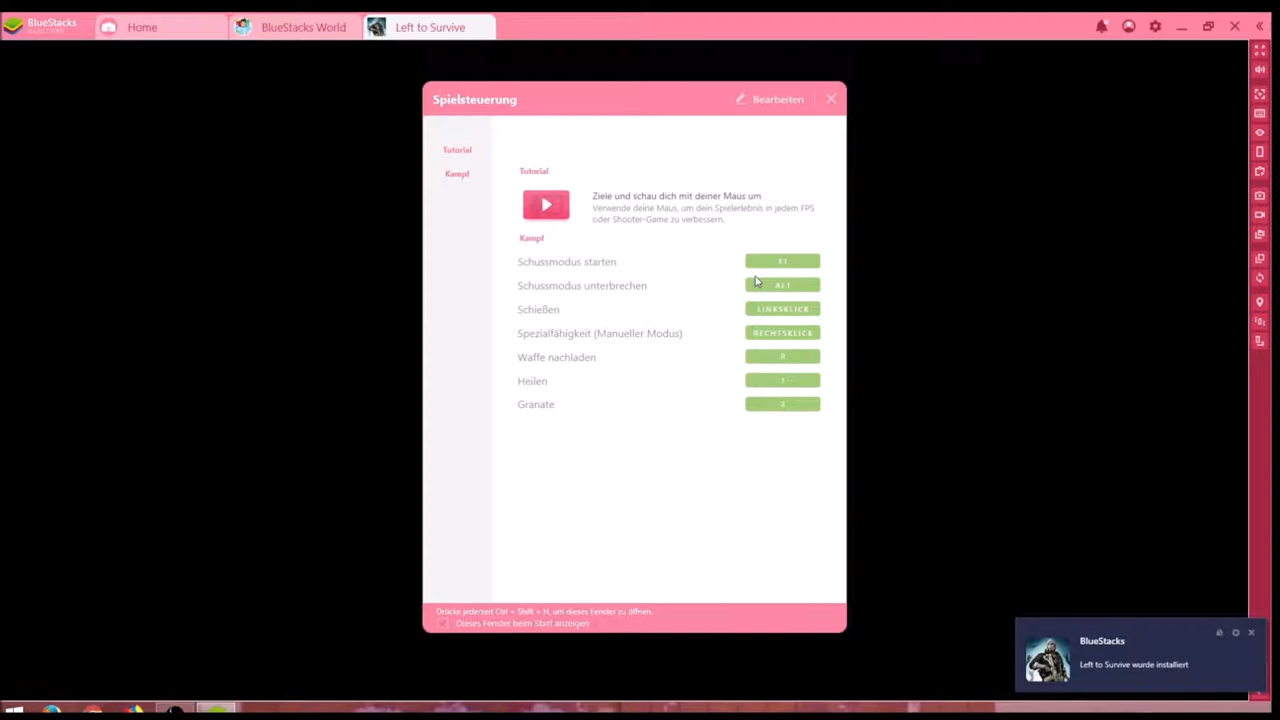 BlueStacks
Home
BlueStacks World
Left to Survive
Spielsteuerung
Bearbeiten
Tutorial
Kampf
Tutorial
Ziele und schau dich mit deiner Maus um
Verwende deine Maus, um dein Spielerlebnis in jedem FPS
oder Shooter-Game zu verbessern.
Kampf
Schussmodus starten
Schussmodus unterbrechen ALT
Schießen LINKSKLICK
Spezialfähigkeit (Manueller Modus) RECHTSKLICK
Waffe nachladen
Heilen 1
Granate
Drücke jederzeit Ctrl + Shift + H, um dieses Fenster zu öffnen.
Dieses Fenster beim Start anzeigen
BlueStacks
Left to Survive wurde installiert